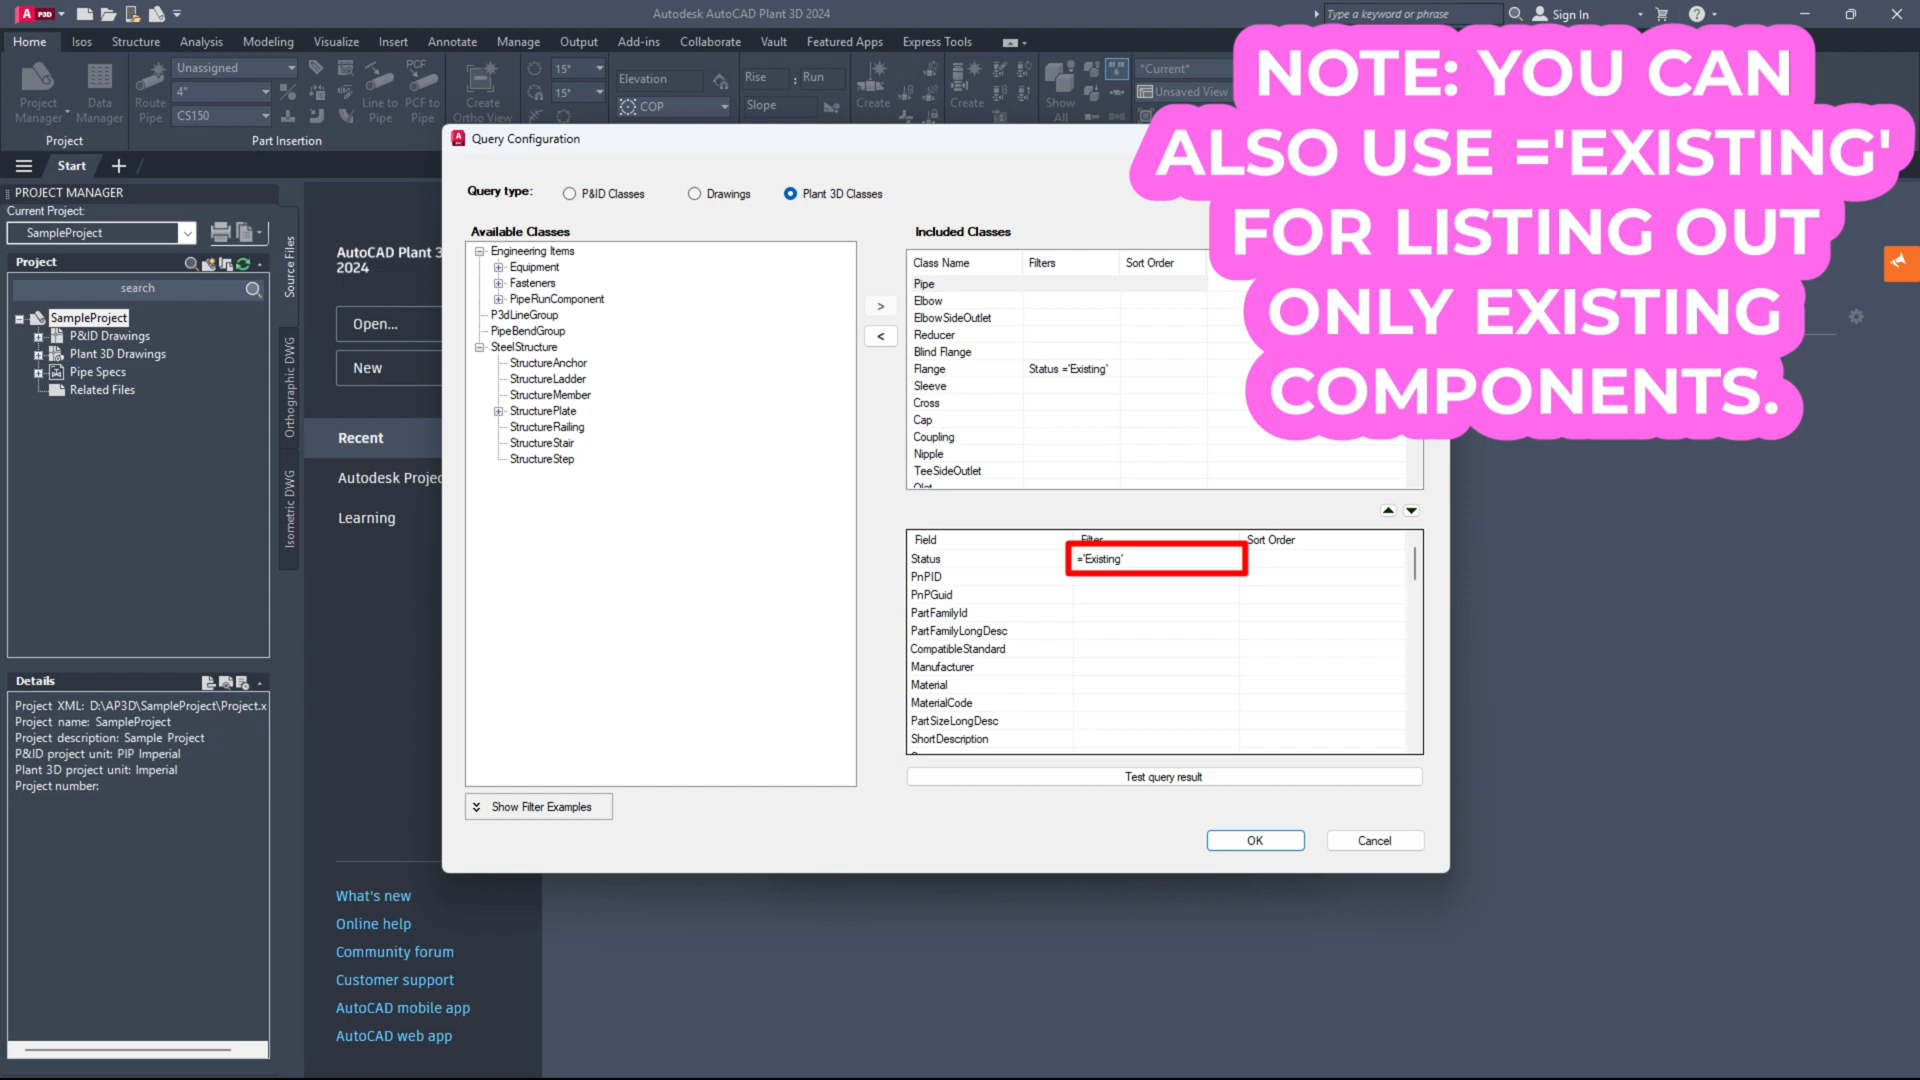 A P3D
Autodesk AutoCAD Plant 3D 2024
Type a keyword or phrase
Sign In
Home
Isos
Structure
Analysis
Modeling
Visualize
Insert
Annotate
Manage
Output
Add-ins
Collaborate
Vault
Featured Apps
Express Tools
Project
Manager
Data
Manager
Route
Pipe
Unassigned
4"
CS150
Line to
Pipe
PCF
PCF to
Pipe
Create
Ortho View
15°
15°
Elevation
COP
Rise : Run
Slope
Create
Create
Show
All
"Current"
Unsaved View
Project
Part Insertion
Start
PROJECT MANAGER
Current Project:
SampleProject
Project
search
SampleProject
P&ID Drawings
Plant 3D Drawings
Pipe Specs
Related Files
Source Files
Orthographic DWG
Isometric DWG
Details
Project XML: D:\AP3D\SampleProject\Project.x
Project name: SampleProject
Project description: Sample Project
P&ID project unit: PIP Imperial
Plant 3D project unit: Imperial
Project number:
AutoCAD Plant 3
2024
Open...
New
Recent
Autodesk Projec
Learning
What's new
Online help
Community forum
Customer support
AutoCAD mobile app
AutoCAD web app
Query Configuration
Query type:
P&ID Classes
Drawings
Plant 3D Classes
Available Classes
Engineering Items
Equipment
Fasteners
PipeRunComponent
P3dLineGroup
PipeBendGroup
SteelStructure
StructureAnchor
StructureLadder
StructureMember
StructurePlate
StructureRailing
StructureStair
StructureStep
Show Filter Examples
>
<
Included Classes
Class Name Filters Sort Order
Pipe
Elbow
ElbowSideOutlet
Reducer
Blind Flange
Flange Status ='Existing'
Sleeve
Cross
Cap
Coupling
Nipple
TeeSideOutlet
Olet
Field Filter Sort Order
Status ='Existing'
PnPID
PnPGuid
PartFamilyId
PartFamilyLongDesc
CompatibleStandard
Manufacturer
Material
MaterialCode
PartSizeLongDesc
ShortDescription
Test query result
OK
Cancel
NOTE: YOU CAN
ALSO USE ='EXISTING'
FOR LISTING OUT
ONLY EXISTING
COMPONENTS.